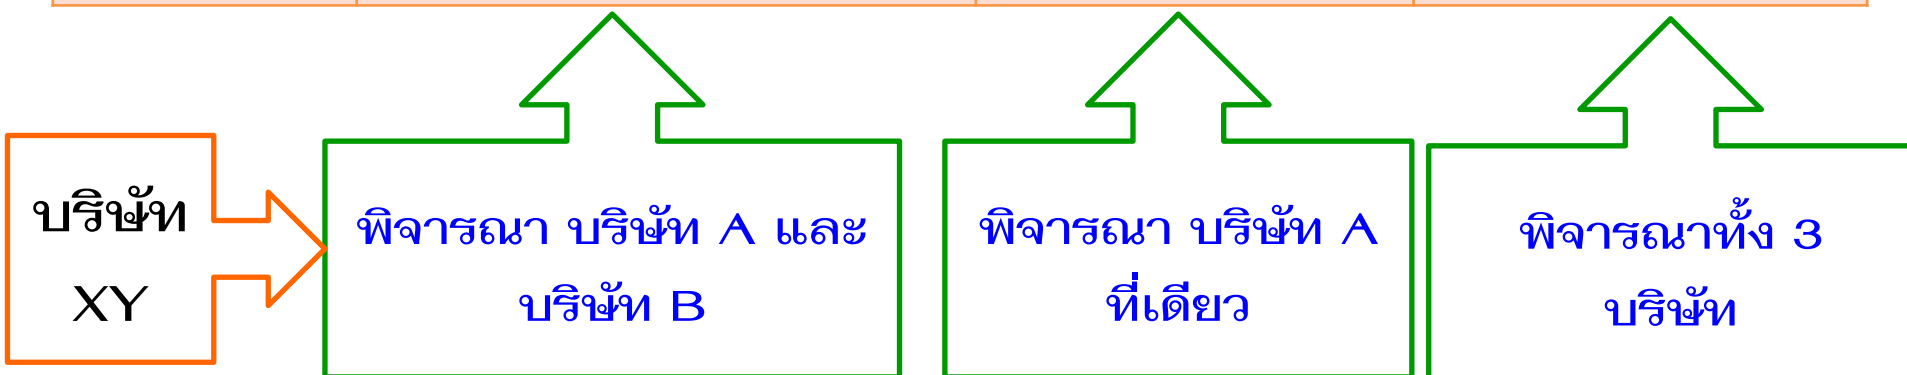 บริษัท
XY
พิจารณา บริษัท A และ
บริษัท B
พิจารณา บริษัท A
ที่เดียว
พิจารณาทั้ง 3
บริษัท